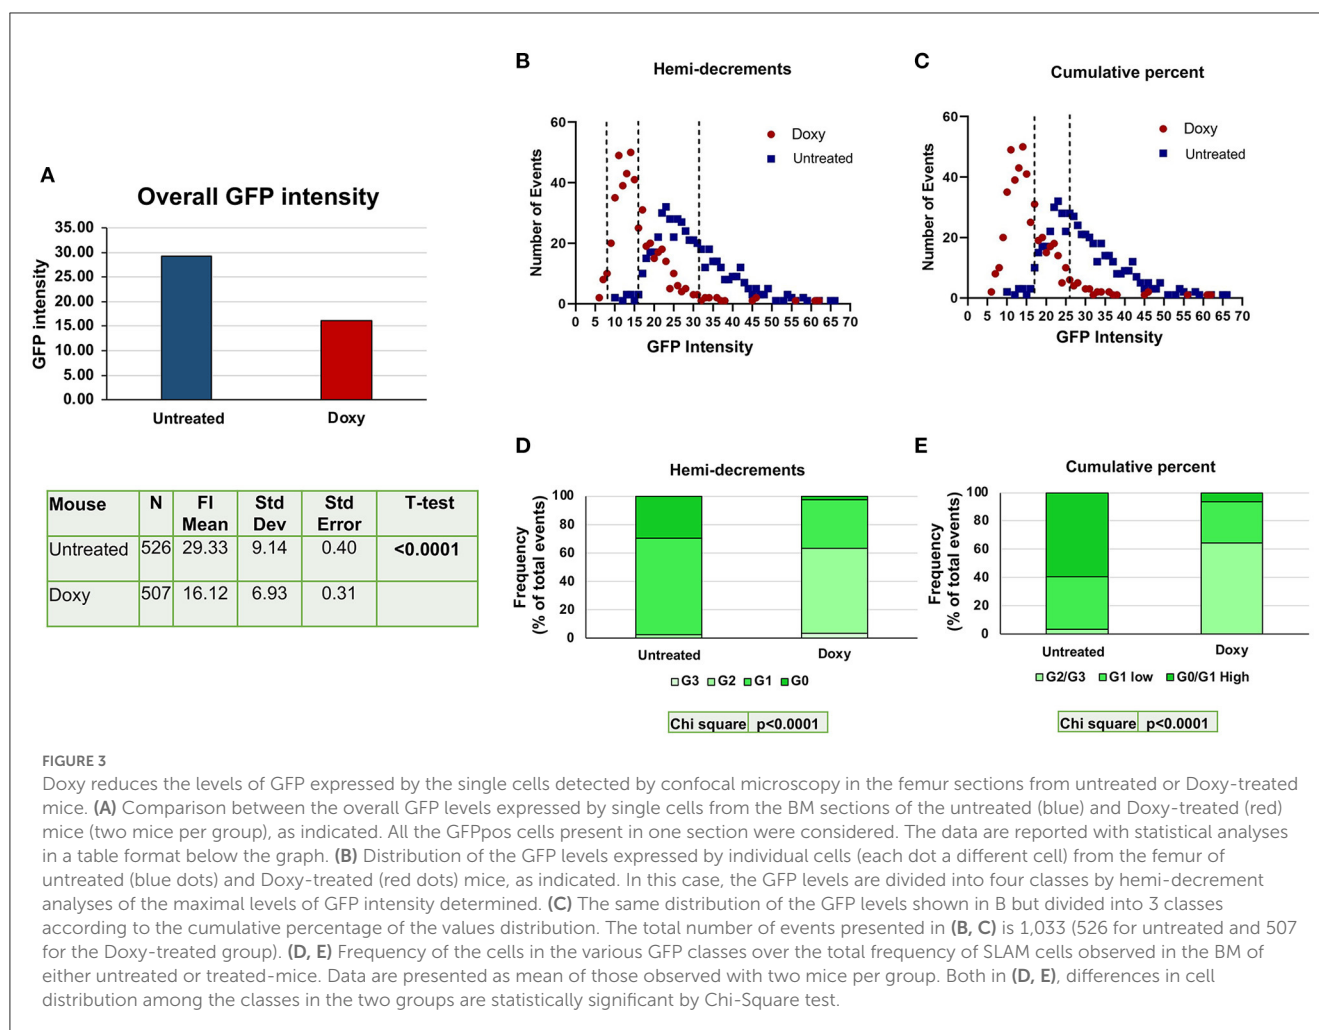 A
Overall GFP intensity
GFP intensity
35.00
30.00
25.00
20.00
15.00
10.00
5.00
0.00
Untreated Doxy
Mouse N FI Mean Std Dev Std Error T-test
Untreated 526 29.33 9.14 0.40 <0.0001
Doxy 507 16.12 6.93 0.31
B
Hemi-decrements
Number of Events
60
40
20
0
Doxy
Untreated
0 5 10 15 20 25 30 35 40 45 50 55 60 65 70
GFP Intensity
C
Cumulative percent
Number of Events
60
40
20
0
Doxy
Untreated
0 5 10 15 20 25 30 35 40 45 50 55 60 65 70
GFP Intensity
D
Hemi-decrements
Frequency
(% of total events)
100
80
60
40
20
0
Untreated Doxy
G3 G2 G1 G0
Chi square p<0.0001
E
Cumulative percent
Frequency
(% of total events)
100
80
60
40
20
0
Untreated Doxy
G2/G3 G1 low G0/G1 High
Chi square p<0.0001
FIGURE 3
Doxy reduces the levels of GFP expressed by the single cells detected by confocal microscopy in the femur sections from untreated or Doxy-treated
mice. (A) Comparison between the overall GFP levels expressed by single cells from the BM sections of the untreated (blue) and Doxy-treated (red)
mice (two mice per group), as indicated. All the GFPpos cells present in one section were considered. The data are reported with statistical analyses
in a table format below the graph. (B) Distribution of the GFP levels expressed by individual cells (each dot a different cell) from the femur of
untreated (blue dots) and Doxy-treated (red dots) mice, as indicated. In this case, the GFP levels are divided into four classes by hemi-decrement
analyses of the maximal levels of GFP intensity determined. (C) The same distribution of the GFP levels shown in B but divided into 3 classes
according to the cumulative percentage of the values distribution. The total number of events presented in (B, C) is 1,033 (526 for untreated and 507
for the Doxy-treated group). (D, E) Frequency of the cells in the various GFP classes over the total frequency of SLAM cells observed in the BM of
either untreated or treated-mice. Data are presented as mean of those observed with two mice per group. Both in (D, E), differences in cell
distribution among the classes in the two groups are statistically significant by Chi-Square test.